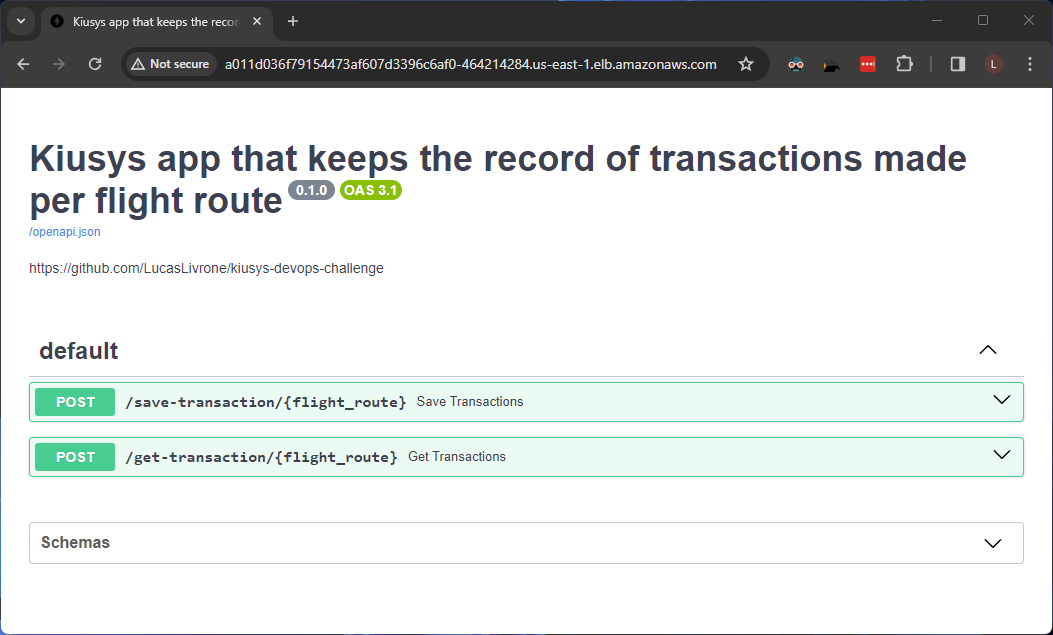 Kiusys app that keeps the recor
Not secure a011d036f79154473af607d3396c6af0-464214284.us-east-1.elb.amazonaws.com
L
Kiusys app that keeps the record of transactions made
per flight route 0.1.0 OAS 3.1
/openapi.json
https://github.com/LucasLivrone/kiusys-devops-challenge
default
POST /save-transaction/{flight_route} Save Transactions
POST /get-transaction/{flight_route} Get Transactions
Schemas